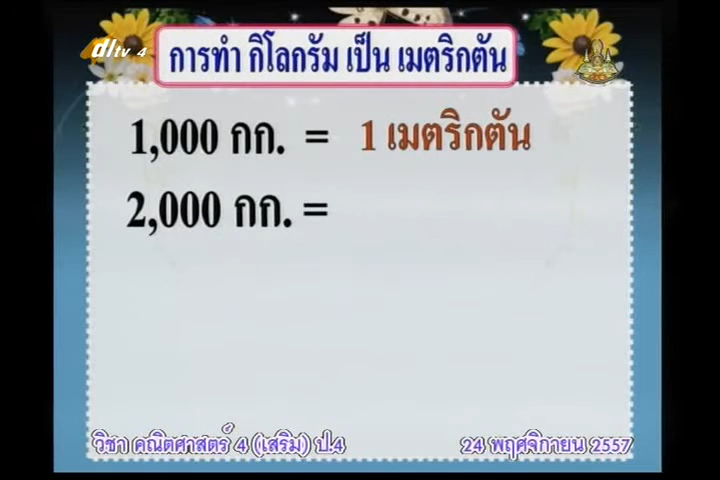 dltv 4
การทำ กิโลกรัม เป็น เมตริกตัน
1,000 กก. = 1 เมตริกตัน
2,000 กก. =
วิชา คณิตศาสตร์ 4 (เสริม) ป.4
24 พฤศจิกายน 2557